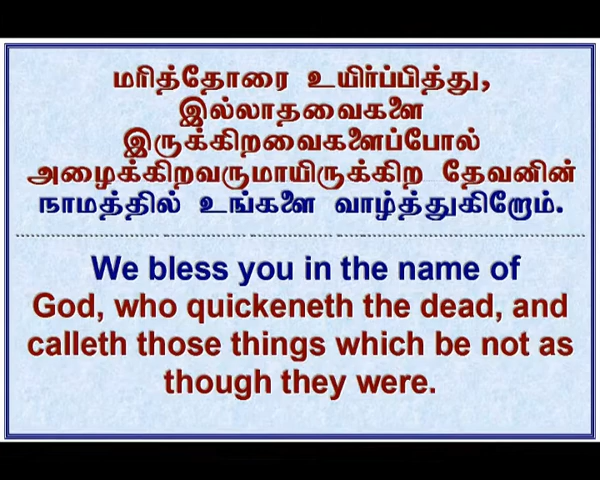 மரித்தோரை உயிர்ப்பித்து,
இல்லாதவைகளை
இருக்கிறவைகளைப்போல்
அழைக்கிறவருமாயிருக்கிற தேவனின்
நாமத்தில் உங்களை வாழ்த்துகிறோம்.
We bless you in the name of
God, who quickeneth the dead, and
calleth those things which be not as
though they were.